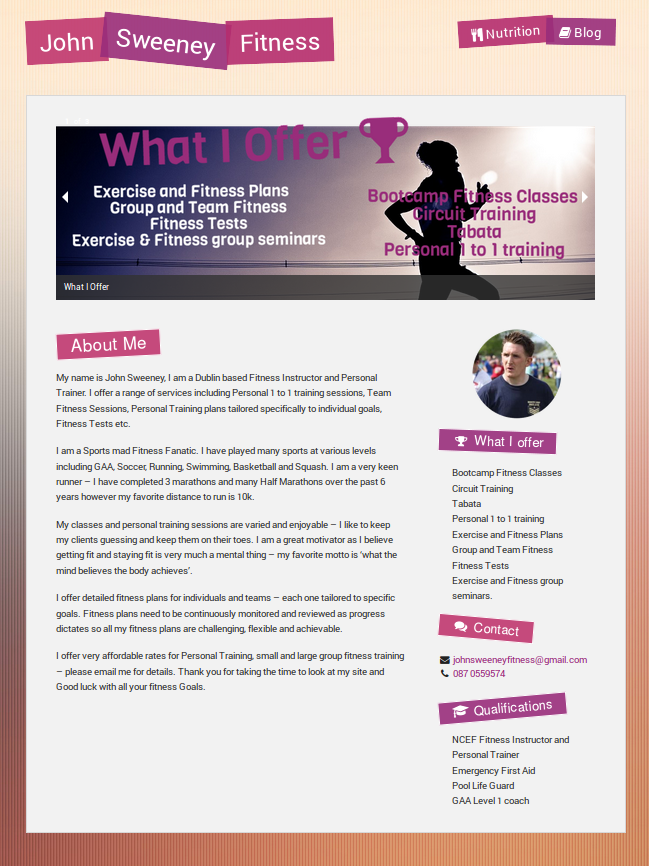 John Sweeney Fitness
Nutrition Blog
What I Offer
Exercise and Fitness Plans
Group and Team Fitness
Fitness Tests
Exercise & Fitness group seminars
Bootcamp Fitness Classes
Circuit Training
Tabata
Personal 1 to 1 training
What I Offer
About Me
My name is John Sweeney, I am a Dublin based Fitness Instructor and Personal
Trainer. I offer a range of services including Personal 1 to 1 training sessions, Team
Fitness Sessions, Personal Training plans tailored specifically to individual goals,
Fitness Tests etc.
I am a Sports mad Fitness Fanatic. I have played many sports at various levels
including GAA, Soccer, Running, Swimming, Basketball and Squash. I am a very keen
runner – I have completed 3 marathons and many Half Marathons over the past 6
years however my favorite distance to run is 10k.
My classes and personal training sessions are varied and enjoyable – I like to keep
my clients guessing and keep them on their toes. I am a great motivator as I believe
getting fit and staying fit is very much a mental thing – my favorite motto is ‘what the
mind believes the body achieves’.
I offer detailed fitness plans for individuals and teams – each one tailored to specific
goals. Fitness plans need to be continuously monitored and reviewed as progress
dictates so all my fitness plans are challenging, flexible and achievable.
I offer very affordable rates for Personal Training, small and large group fitness training
– please email me for details. Thank you for taking the time to look at my site and
Good luck with all your fitness Goals.
What I offer
Bootcamp Fitness Classes
Circuit Training
Tabata
Personal 1 to 1 training
Exercise and Fitness Plans
Group and Team Fitness
Fitness Tests
Exercise and Fitness group
seminars.
Contact
johnsweeneyfitness@gmail.com
087 0559574
Qualifications
NCEF Fitness Instructor and
Personal Trainer
Emergency First Aid
Pool Life Guard
GAA Level 1 coach